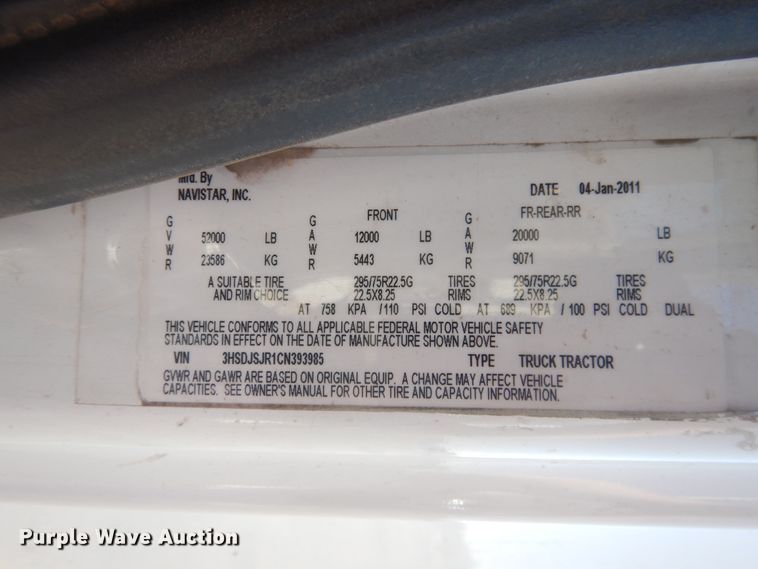 Mfd. By
NAVISTAR, INC. DATE 04-Jan-2011
G FRONT G FR-REAR-RR
V 52000 LB A 12000 LB A 20000 LB
W W W
R 23586 KG R 5443 KG R 9071 KG
A SUITABLE TIRE 295/75R22.5G TIRES 295/75R22.5G TIRES
AND RIM CHOICE 22.5X8.25 RIMS 22.5X8.25 RIMS
AT 758 KPA /110 PSI COLD AT 689 KPA /100 PSI COLD DUAL
THIS VEHICLE CONFORMS TO ALL APPLICABLE FEDERAL MOTOR VEHICLE SAFETY
STANDARDS IN EFFECT ON THE DATE OF MANUFACTURE SHOWN ABOVE.
VIN 3HSDJSJR1CN393985 TYPE TRUCK TRACTOR
GVWR AND GAWR ARE BASED ON ORIGINAL EQUIP. A CHANGE MAY AFFECT VEHICLE
CAPACITIES. SEE OWNER'S MANUAL FOR OTHER TIRE AND CAPACITY INFORMATION.
Purple Wave Auction